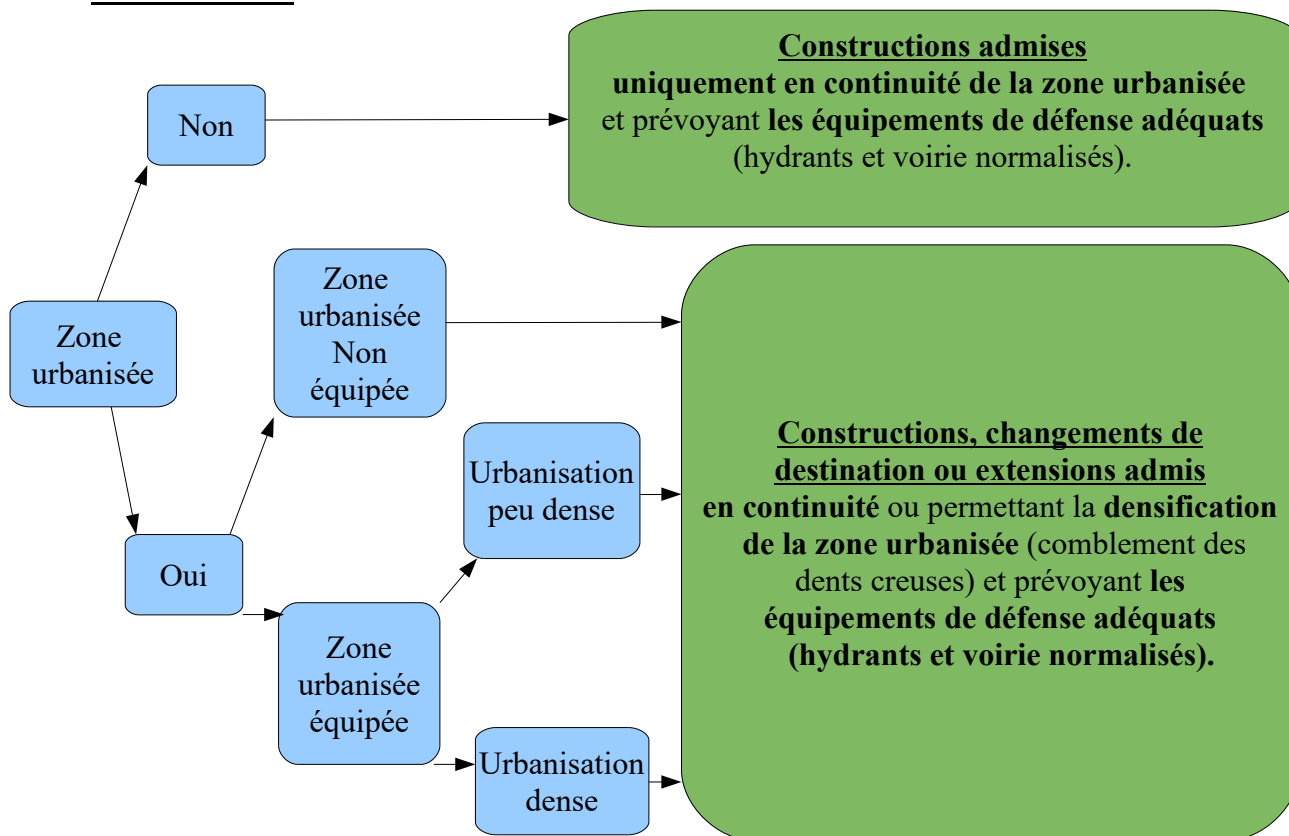 Constructions admises
uniquement en continuité de la zone urbanisée
et prévoyant les équipements de défense adéquats
(hydrants et voirie normalisés).
Non
Zone
urbanisée
Zone
urbanisée
Non
équipée
Oui
Urbanisation
peu dense
Zone
urbanisée
équipée
Urbanisation
dense
Constructions, changements de
destination ou extensions admis
en continuité ou permettant la densification
de la zone urbanisée (comblement des
dents creuses) et prévoyant les
équipements de défense adéquats
(hydrants et voirie normalisés).